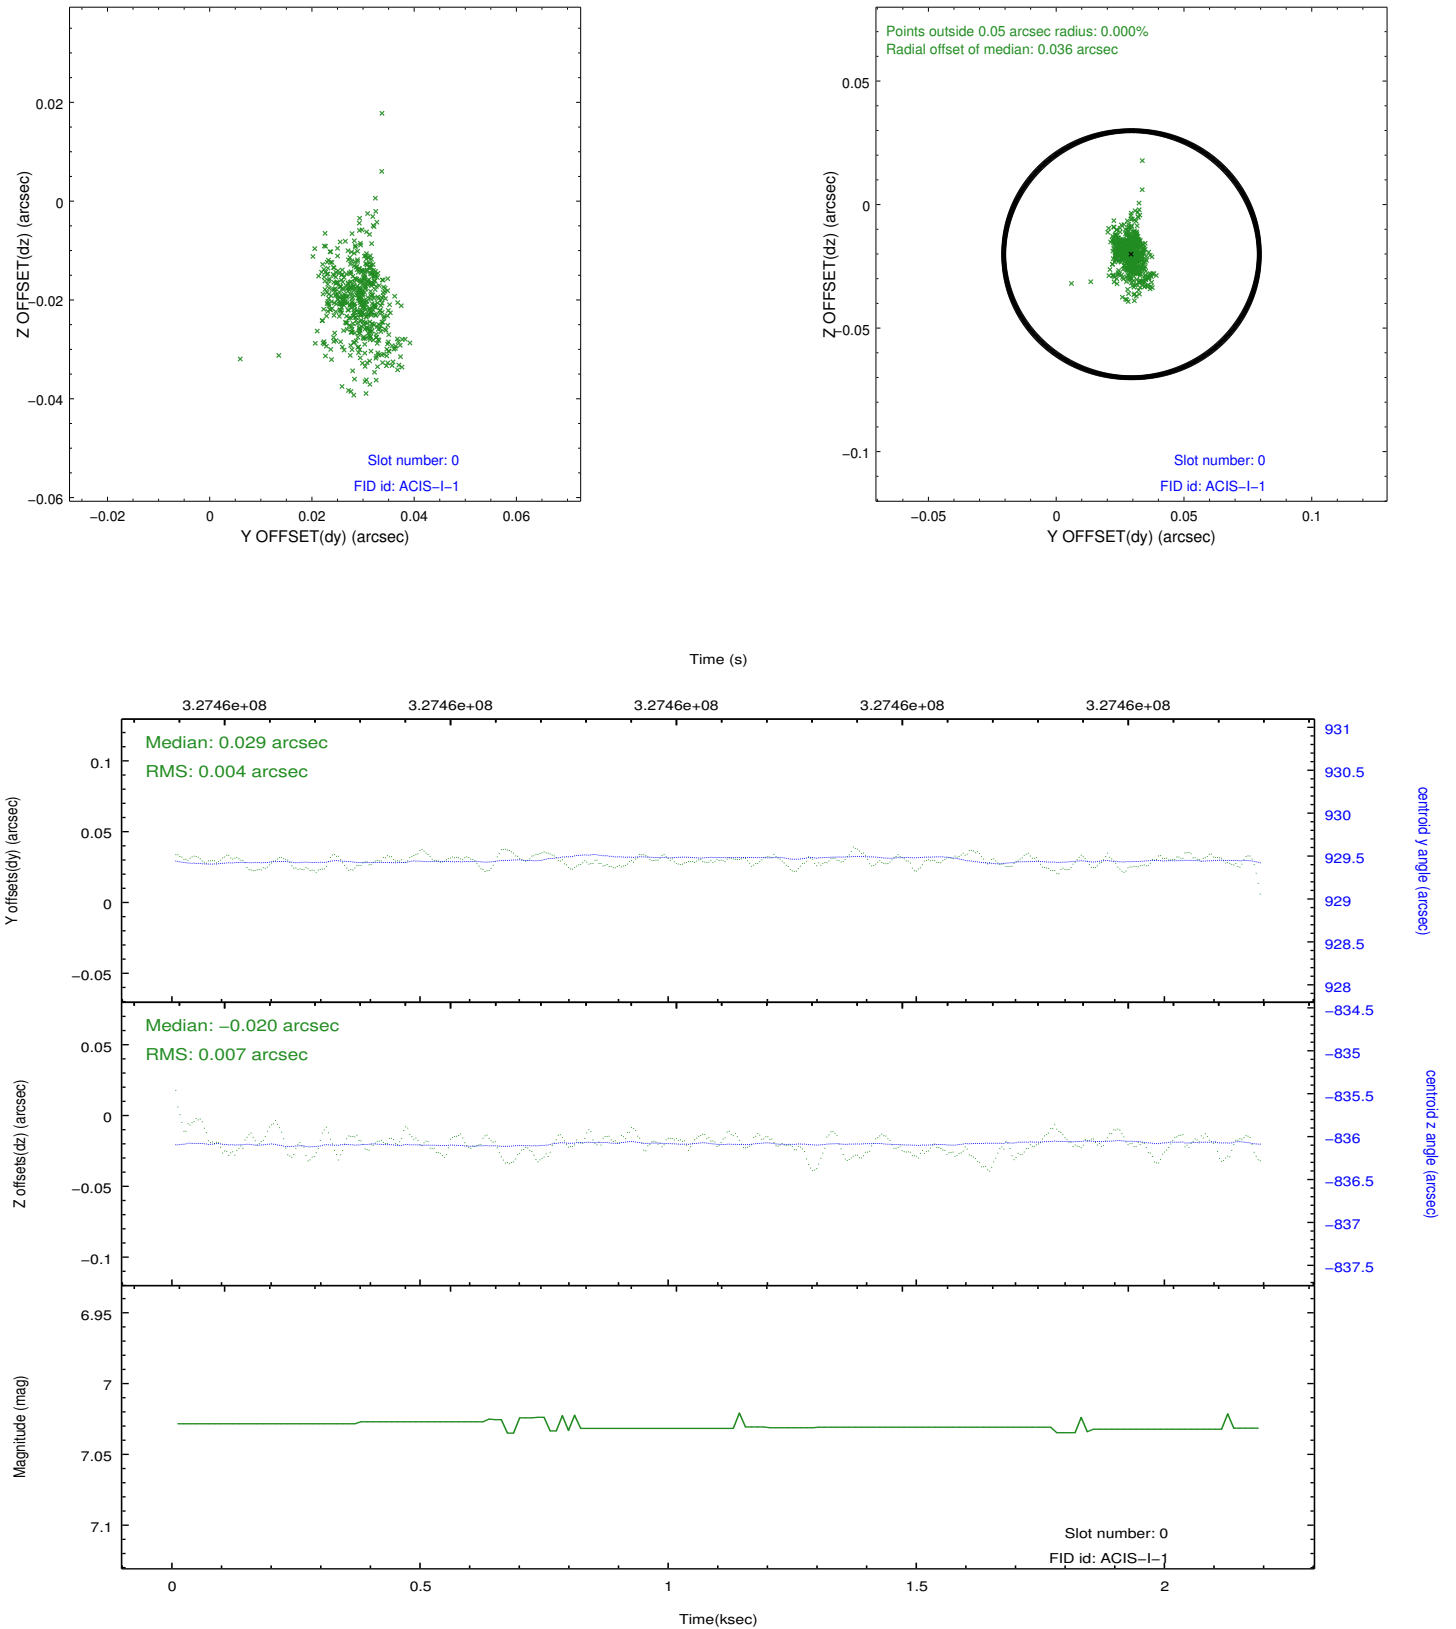 0.02
0
−0.02
−0.04
−0.06
Z OFFSET(dz) (arcsec)
Slot number: 0
FID id: ACIS−I−1
−0.02 0 0.02 0.04 0.06
Y OFFSET(dy) (arcsec)
Points outside 0.05 arcsec radius: 0.000%
Radial offset of median: 0.036 arcsec
0.05
0
−0.05
−0.1
Z OFFSET(dz) (arcsec)
Slot number: 0
FID id: ACIS−I−1
−0.05 0 0.05 0.1
Y OFFSET(dy) (arcsec)
Time (s)
3.2746e+08 3.2746e+08 3.2746e+08 3.2746e+08 3.2746e+08
Median: 0.029 arcsec
RMS: 0.004 arcsec
0.1
0.05
0
−0.05
Y offsets(dy) (arcsec)
931
930.5
930
929.5
929
928.5
928
centroid y angle (arcsec)
Median: −0.020 arcsec
RMS: 0.007 arcsec
0.05
0
−0.05
−0.1
Z offsets(dz) (arcsec)
−834.5
−835
−835.5
−836
−836.5
−837
−837.5
centroid z angle (arcsec)
6.95
7
7.05
7.1
Magnitude (mag)
Slot number: 0
FID id: ACIS−I−1
0 0.5 1 1.5 2
Time(ksec)